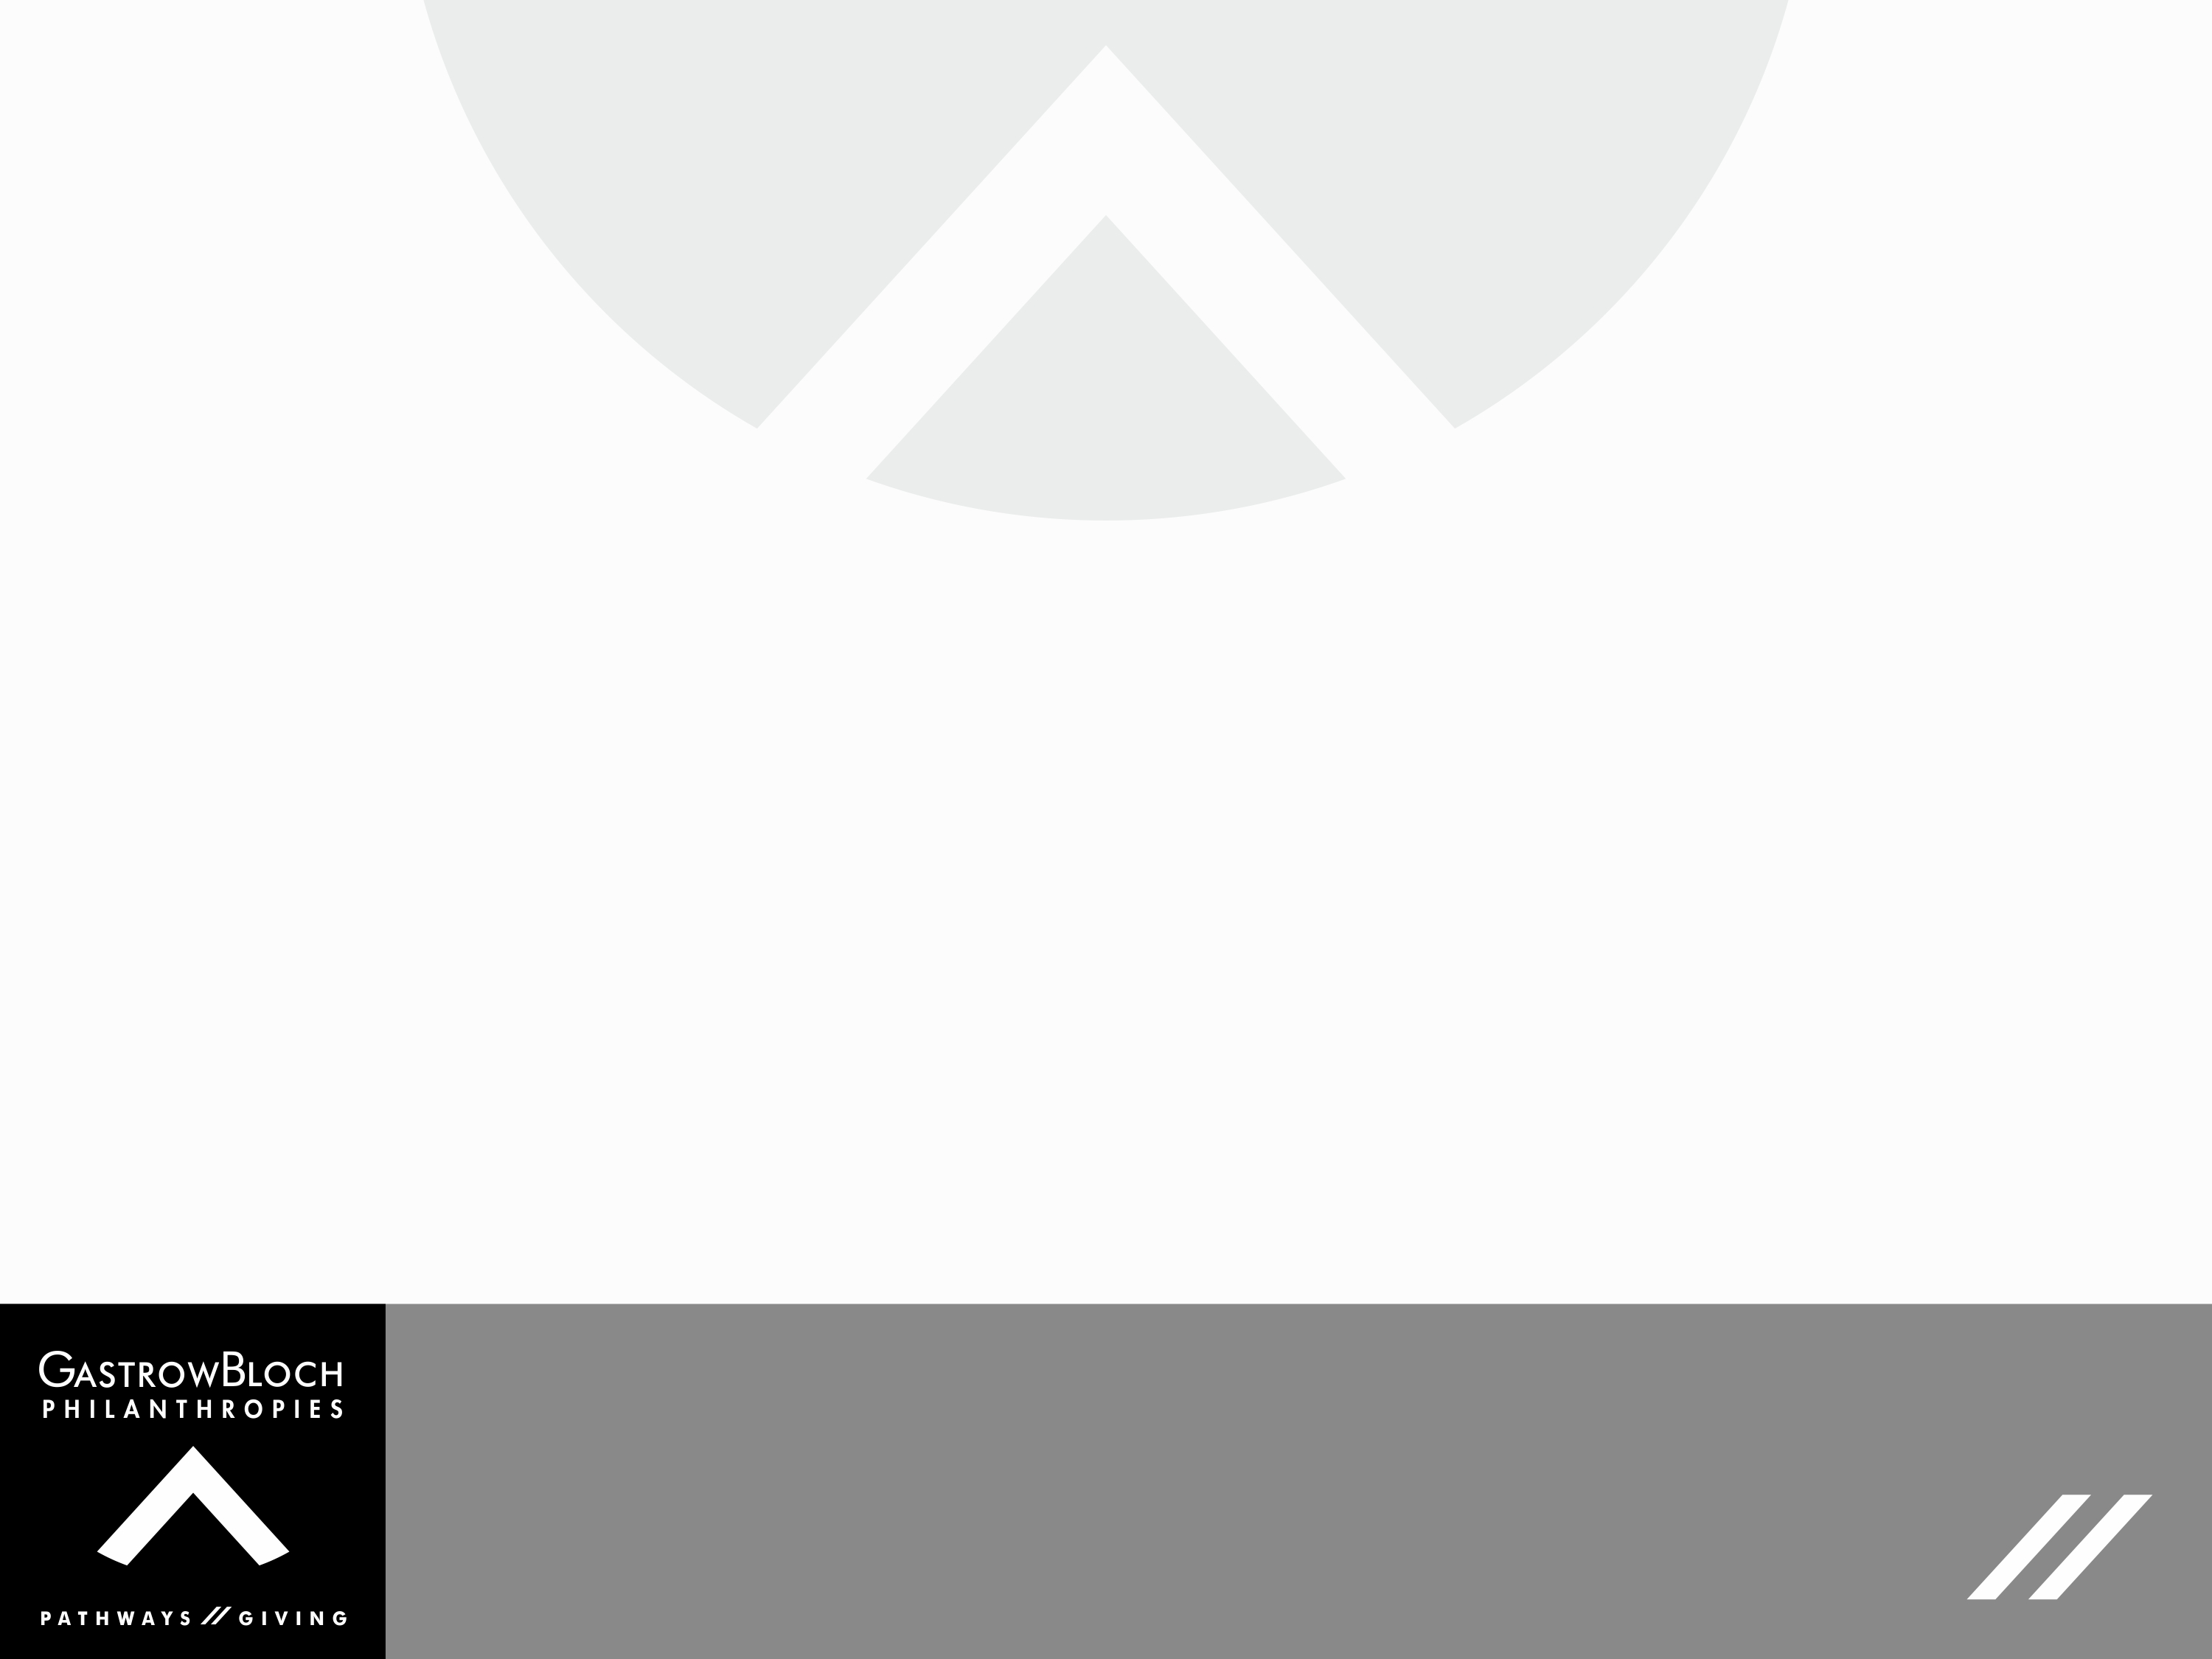 GASTROWBLOCH
PHILANTHROPIES
PATHWAYS // GIVING